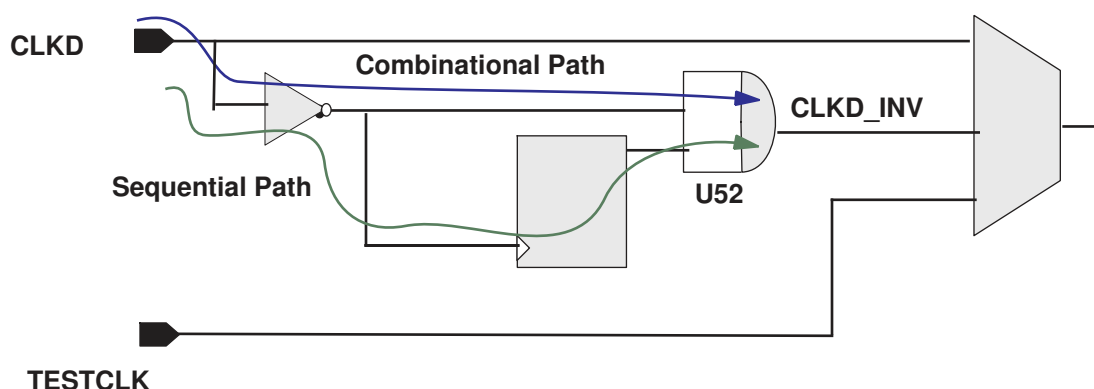 CLKD
Combinational Path
CLKD_INV
Sequential Path
U52
TESTCLK